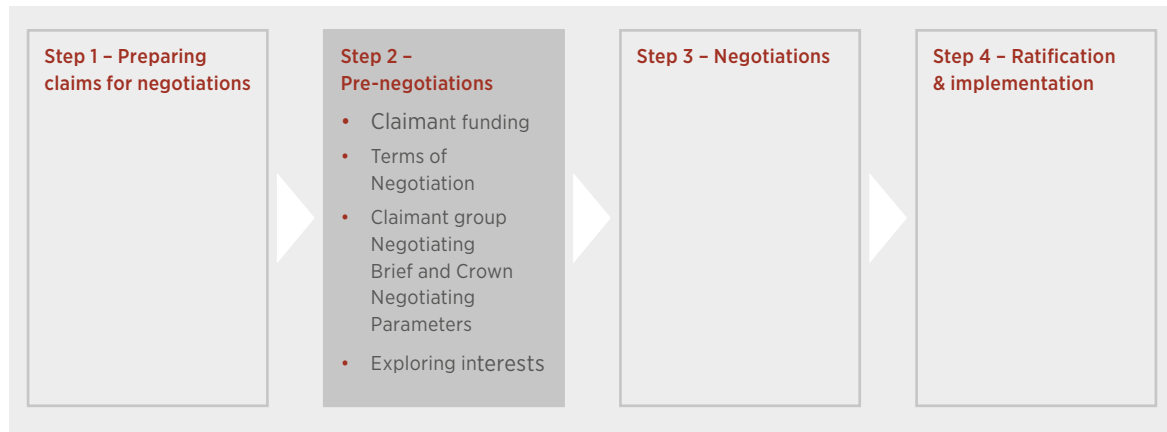 Step 1 – Preparing
claims for negotiations
Step 2 –
Pre-negotiations
• Claimant funding
• Terms of
Negotiation
• Claimant group
Negotiating
Brief and Crown
Negotiating
Parameters
• Exploring interests
Step 3 – Negotiations
Step 4 – Ratification
& implementation